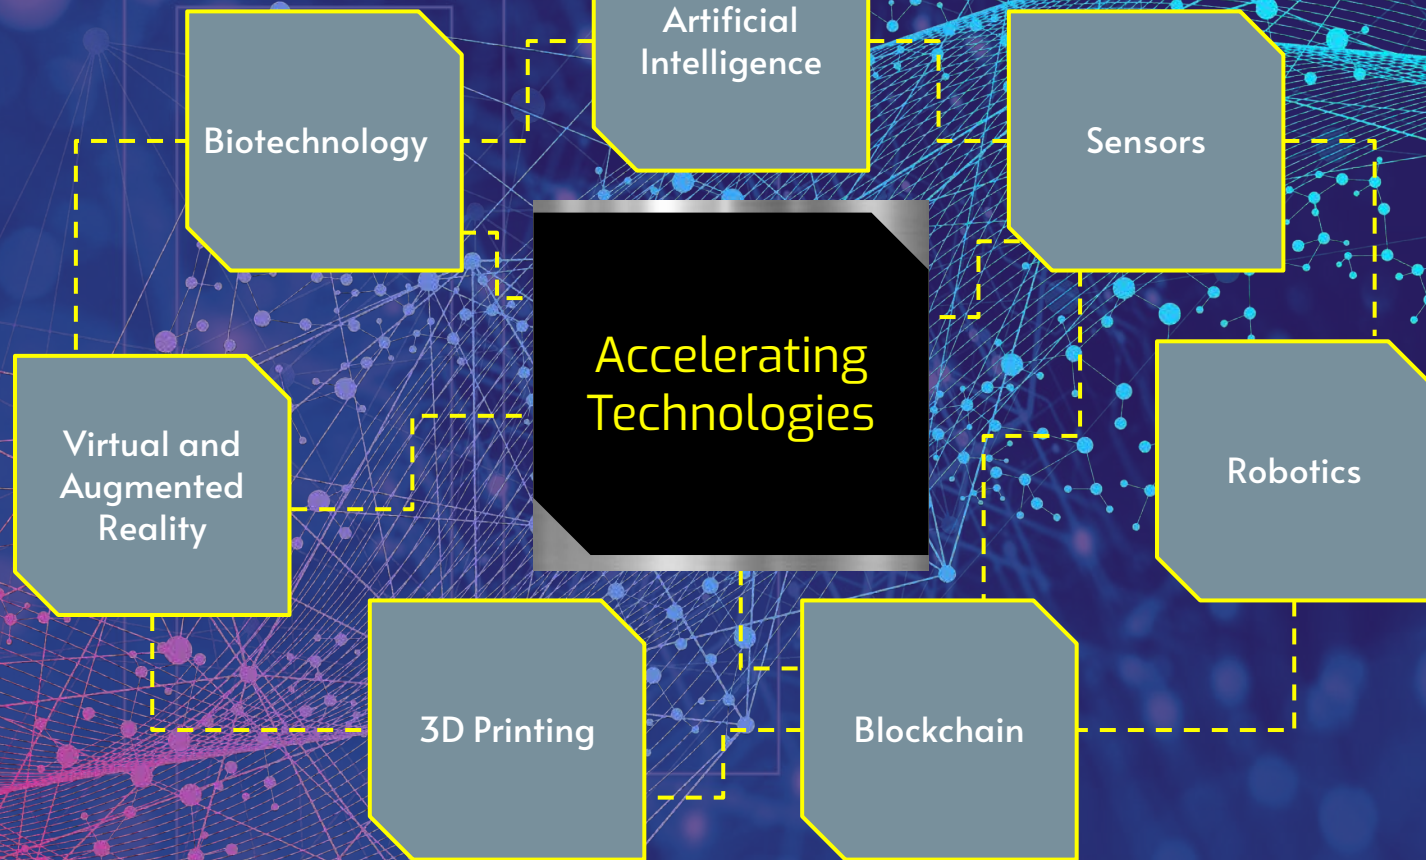 Artificial
Intelligence
Biotechnology
Sensors
Accelerating
Technologies
Virtual and
Augmented
Reality
Robotics
3D Printing
Blockchain